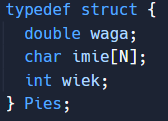 typedef struct {
  double waga;
  char imie[N];
  int wiek;
} Pies;